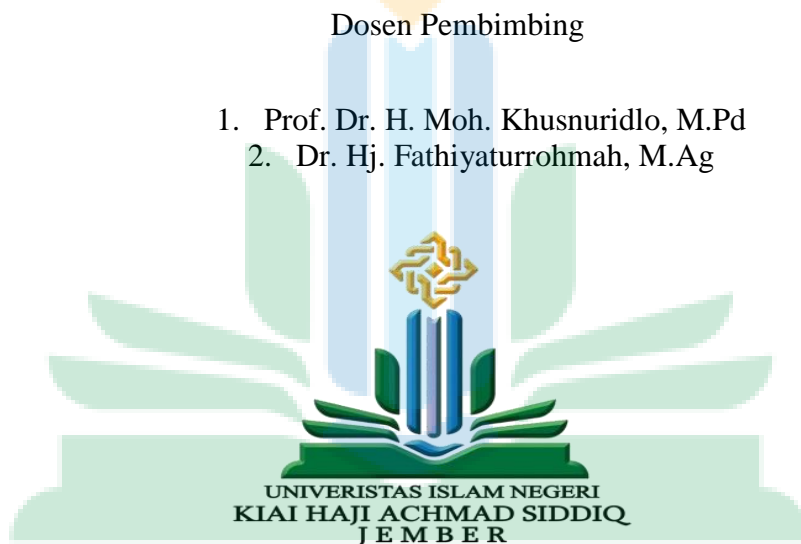 Dosen Pembimbing
1. Prof. Dr. H. Moh. Khusnuridlo, M.Pd
2. Dr. Hj. Fathiyaturrohmah, M.Ag
UNIVERISTAS ISLAM NEGERI
KIAI HAJI ACHMAD SIDDIQ
JEMBER